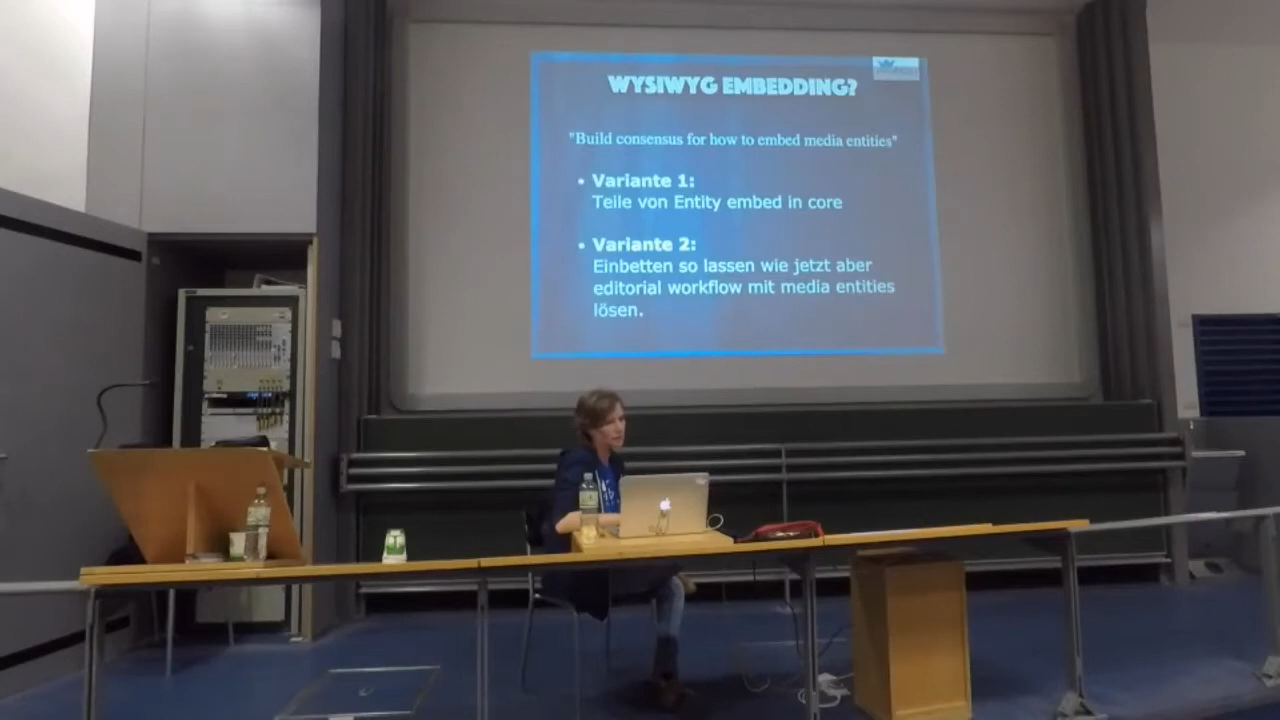 WYSIWYG EMBEDDING?
"Build consensus for how to embed media entities"
• Variante 1:
Teile von Entity embed in core
• Variante 2:
Einbetten so lassen wie jetzt aber
editorial workflow mit media entities
lösen.